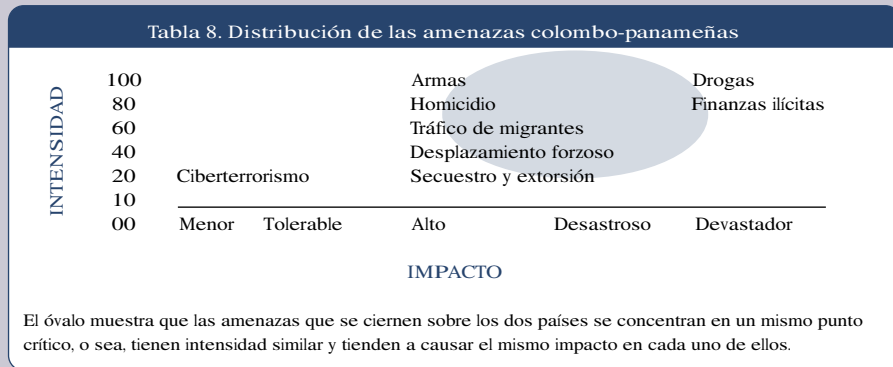 Tabla 8. Distribución de las amenazas colombo-panameñas
INTENSIDAD
100 Armas Drogas
80 Homicidio Finanzas ilícitas
60 Tráfico de migrantes
40 Desplazamiento forzoso
20 Ciberterrorismo Secuestro y extorsión
10
00 Menor Tolerable Alto Desastroso Devastador
IMPACTO
El óvalo muestra que las amenazas que se ciernen sobre los dos países se concentran en un mismo punto
crítico, o sea, tienen intensidad similar y tienden a causar el mismo impacto en cada uno de ellos.